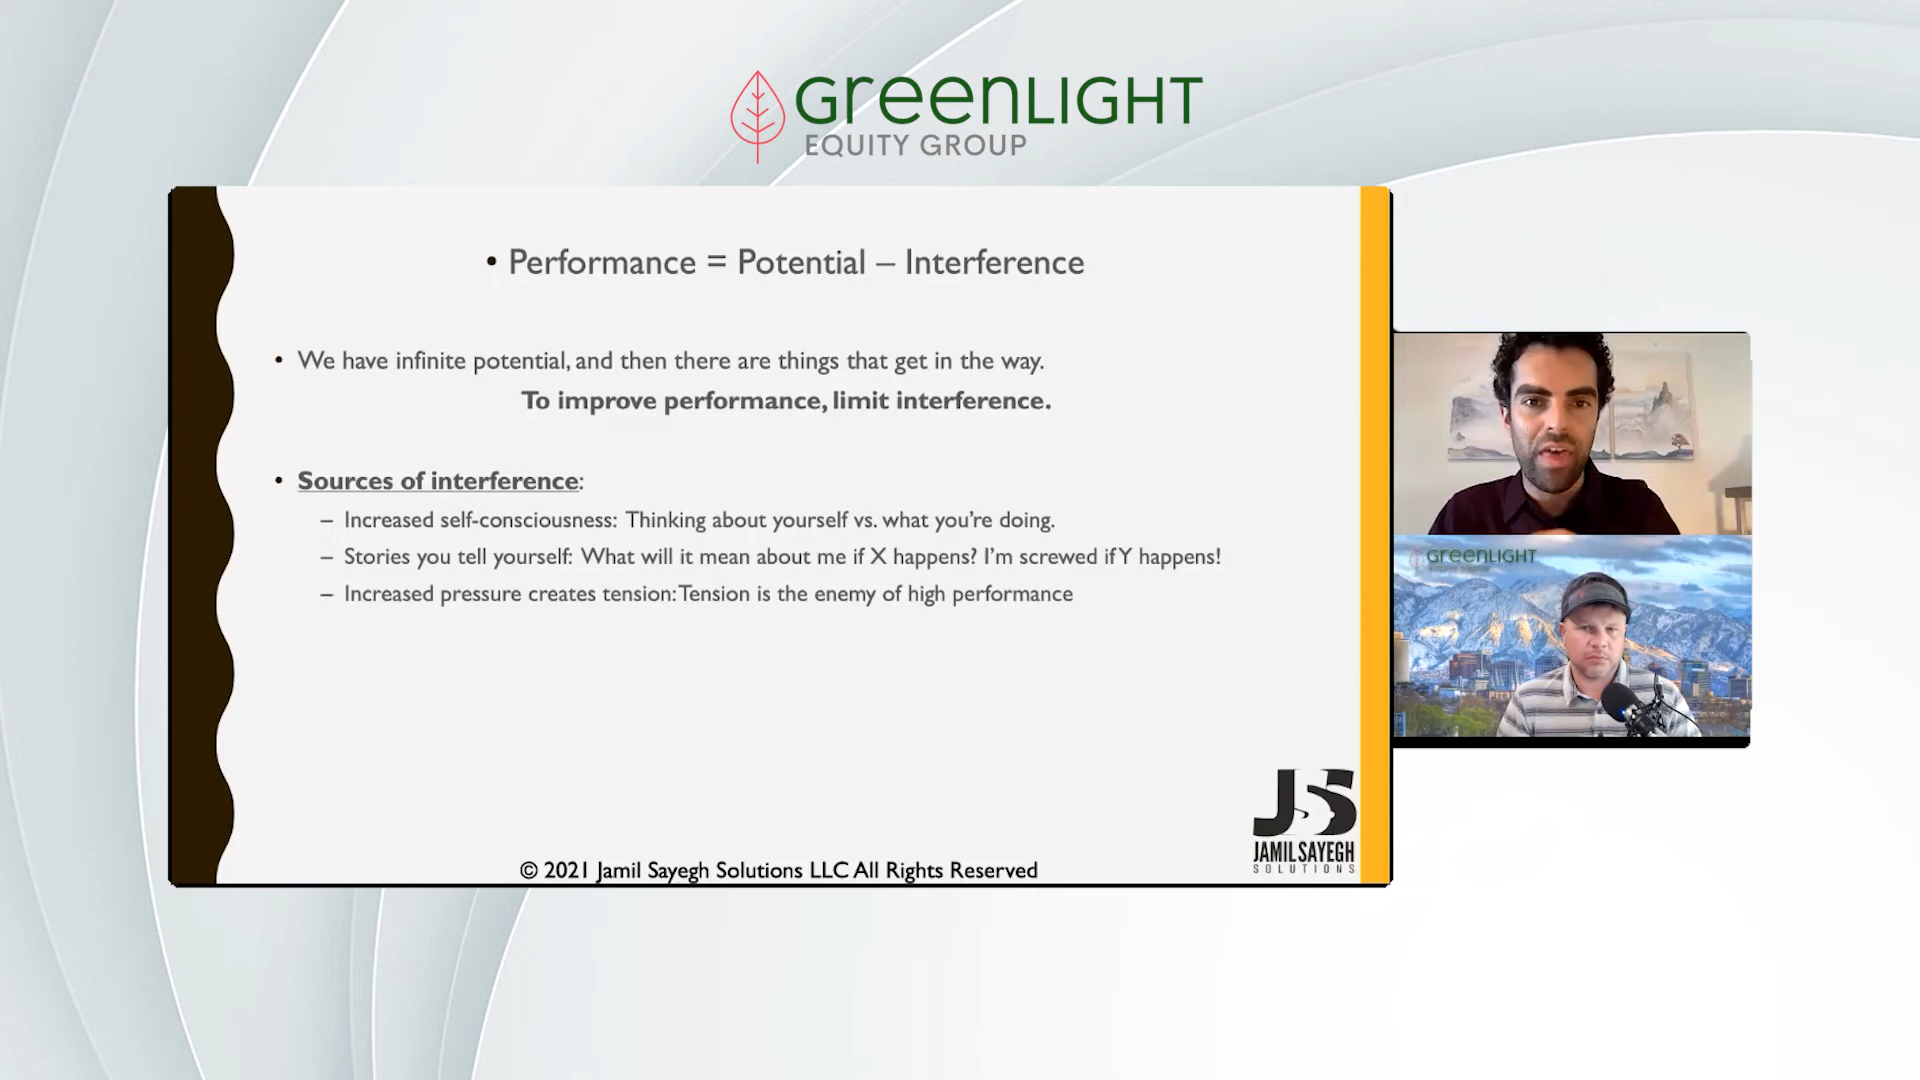 GreenLIGHT
EQUITY GROUP
• Performance = Potential – Interference
• We have infinite potential, and then there are things that get in the way.
To improve performance, limit interference.
• Sources of interference:
– Increased self-consciousness: Thinking about yourself vs. what you're doing.
– Stories you tell yourself: What will it mean about me if X happens? I'm screwed if Y happens!
– Increased pressure creates tension: Tension is the enemy of high performance
JSS
JAMIL SAYEGH
SOLUTIONS
© 2021 Jamil Sayegh Solutions LLC All Rights Reserved
GreenLIGHT